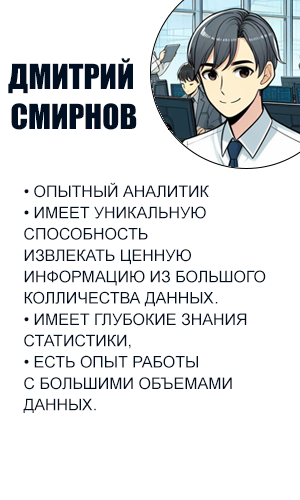 ДМИТРИЙ
СМИРНОВ
• ОПЫТНЫЙ АНАЛИТИК
• ИМЕЕТ УНИКАЛЬНУЮ
СПОСОБНОСТЬ
ИЗВЛЕКАТЬ ЦЕННУЮ
ИНФОРМАЦИЮ ИЗ БОЛЬШОГО
КОЛЛИЧЕСТВА ДАННЫХ.
• ИМЕЕТ ГЛУБОКИЕ ЗНАНИЯ
СТАТИСТИКИ,
• ЕСТЬ ОПЫТ РАБОТЫ
С БОЛЬШИМИ ОБЪЕМАМИ
ДАННЫХ.